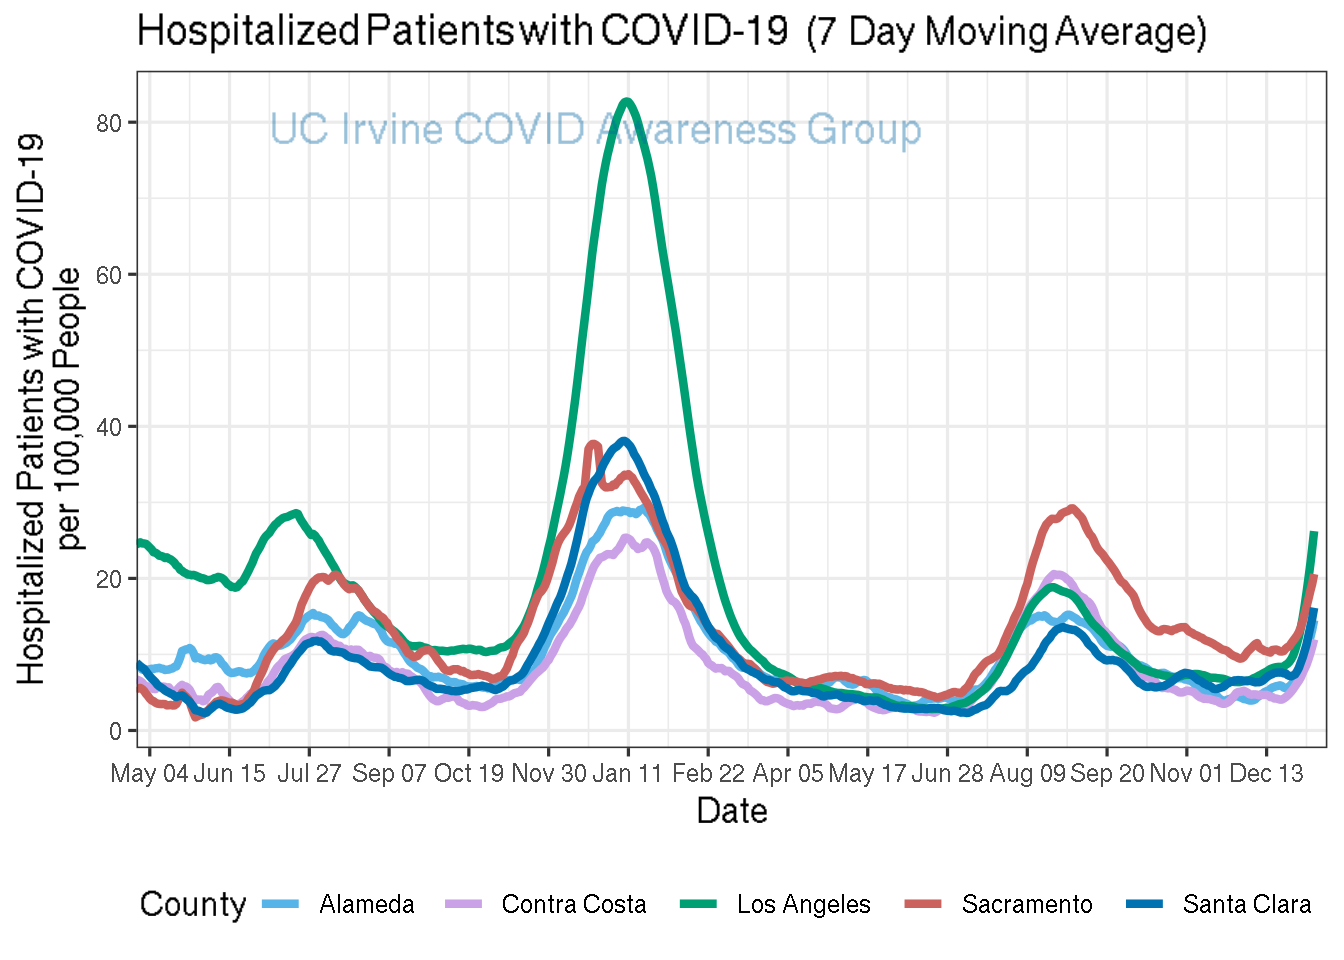 Hospitalized Patients with COVID-19 (7 Day Moving Average)
UC Irvine COVID Awareness Group
Hospitalized Patients with COVID-19
per 100,000 People
80
60
40
20
0
May 04 Jun 15 Jul 27 Sep 07 Oct 19 Nov 30 Jan 11 Feb 22 Apr 05 May 17 Jun 28 Aug 09 Sep 20 Nov 01 Dec 13
Date
County Alameda Contra Costa Los Angeles Sacramento Santa Clara